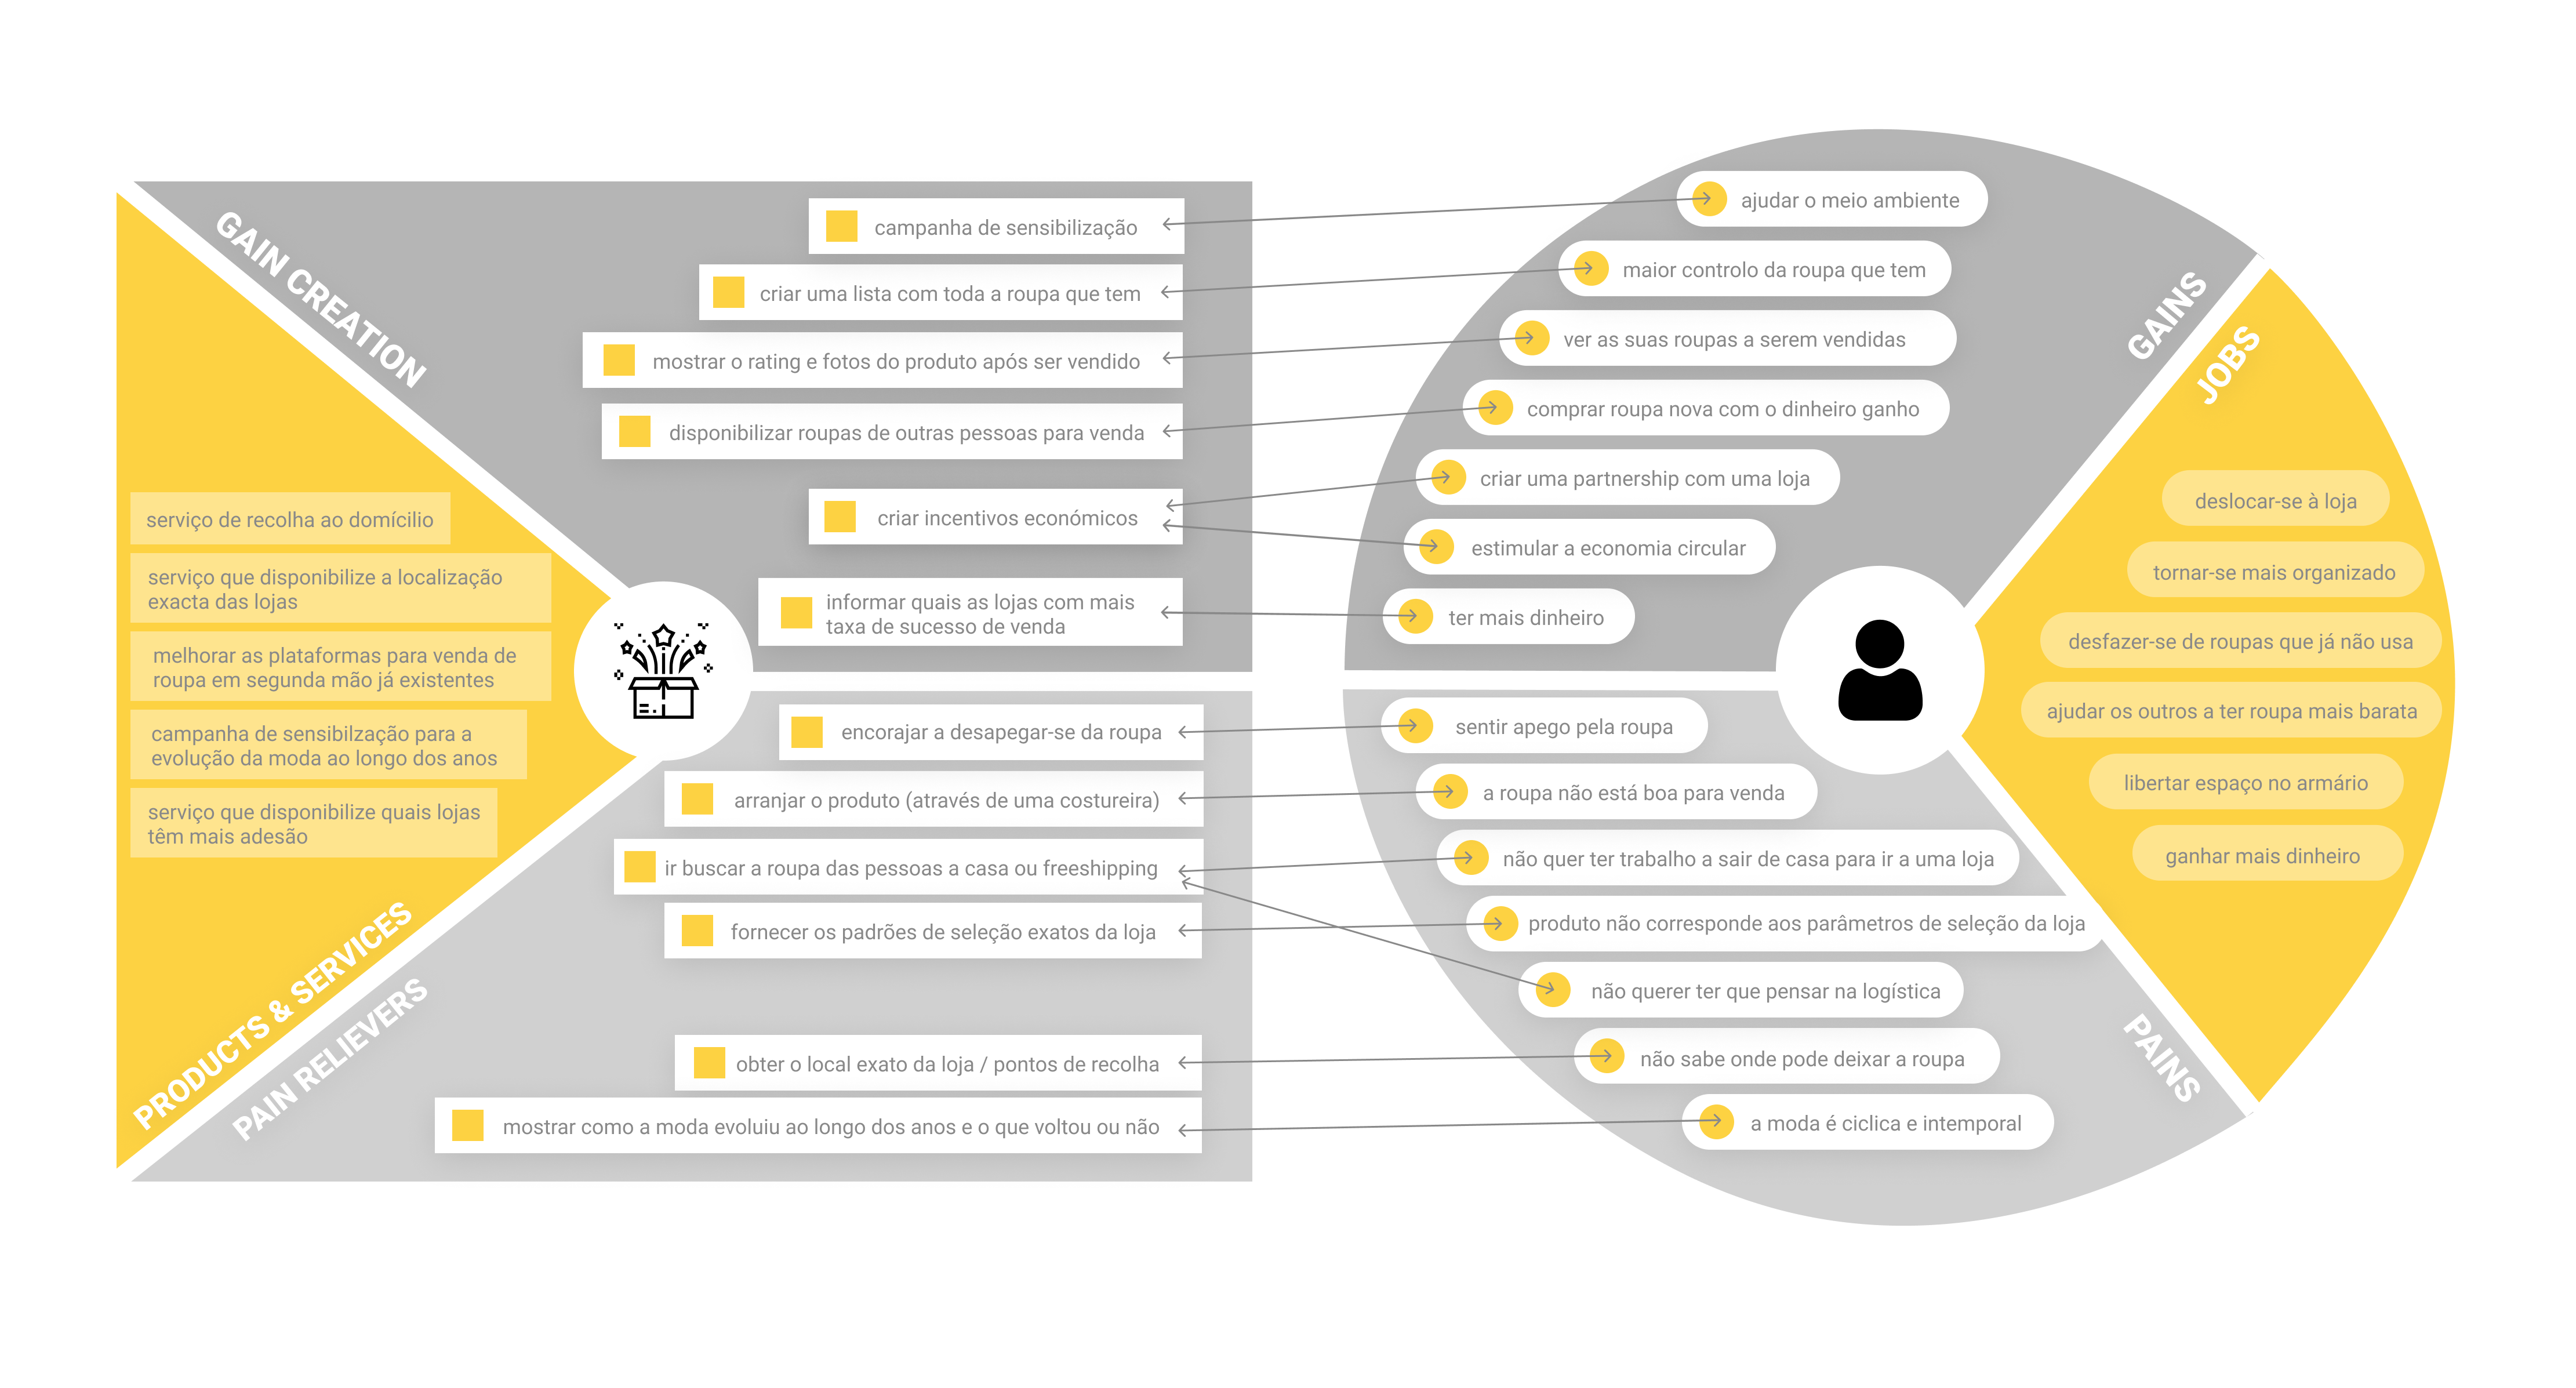 GAIN CREATION
campanha de sensibilização
criar uma lista com toda a roupa que tem
mostrar o rating e fotos do produto após ser vendido
disponibilizar roupas de outras pessoas para venda
criar incentivos económicos
informar quais as lojas com mais
taxa de sucesso de venda
serviço de recolha ao domícilio
serviço que disponibilize a localização
exacta das lojas
melhorar as plataformas para venda de
roupa em segunda mão já existentes
campanha de sensibilzação para a
evolução da moda ao longo dos anos
serviço que disponibilize quais lojas
têm mais adesão
PRODUCTS & SERVICES
PAIN RELIEVERS
encorajar a desapegar-se da roupa
arranjar o produto (através de uma costureira)
ir buscar a roupa das pessoas a casa ou freeshipping
fornecer os padrões de seleção exatos da loja
obter o local exato da loja / pontos de recolha
mostrar como a moda evoluiu ao longo dos anos e o que voltou ou não
GAINS
ajudar o meio ambiente
maior controlo da roupa que tem
ver as suas roupas a serem vendidas
comprar roupa nova com o dinheiro ganho
criar uma partnership com uma loja
estimular a economia circular
ter mais dinheiro
JOBS
deslocar-se à loja
tornar-se mais organizado
desfazer-se de roupas que já não usa
ajudar os outros a ter roupa mais barata
libertar espaço no armário
ganhar mais dinheiro
sentir apego pela roupa
a roupa não está boa para venda
não quer ter trabalho a sair de casa para ir a uma loja
produto não corresponde aos parâmetros de seleção da loja
não querer ter que pensar na logística
não sabe onde pode deixar a roupa
a moda é ciclica e intemporal
PAINS